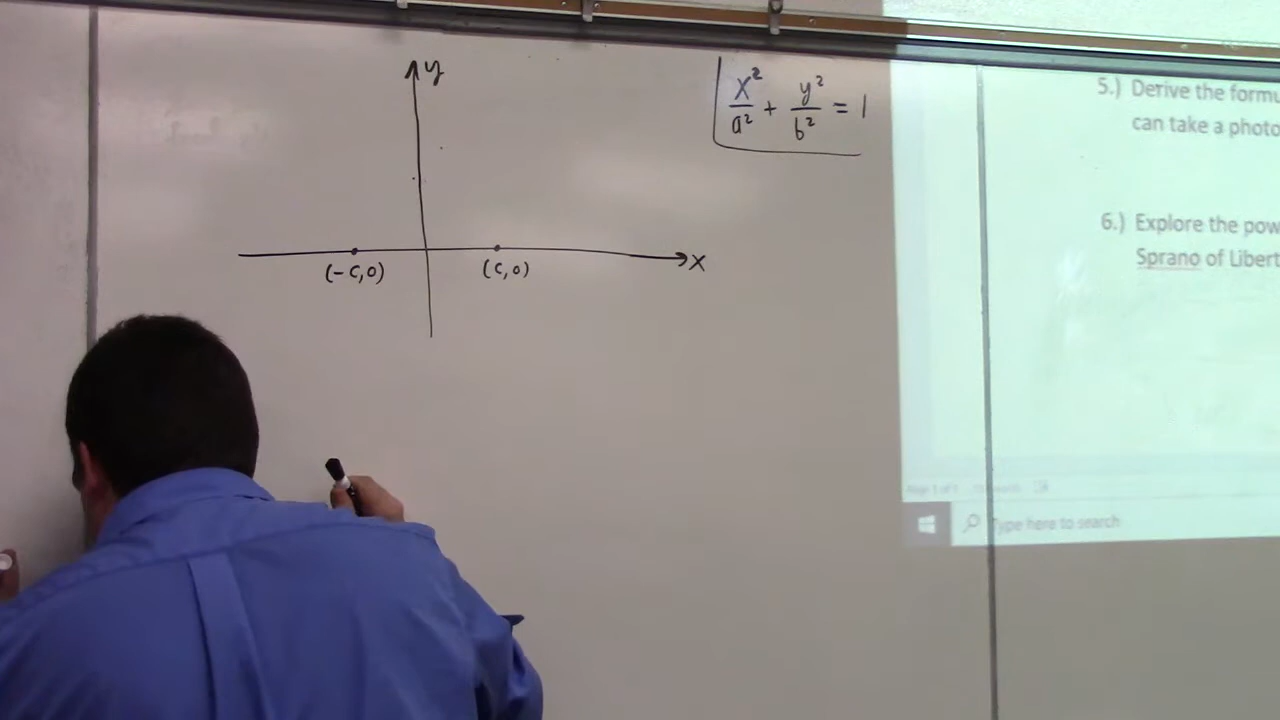 y
x²/a² + y²/b² = 1
x
(-c,0)
(c,0)
5.) Derive the formu
can take a photo
6.) Explore the pow
Sprano of Libert
Type here to search